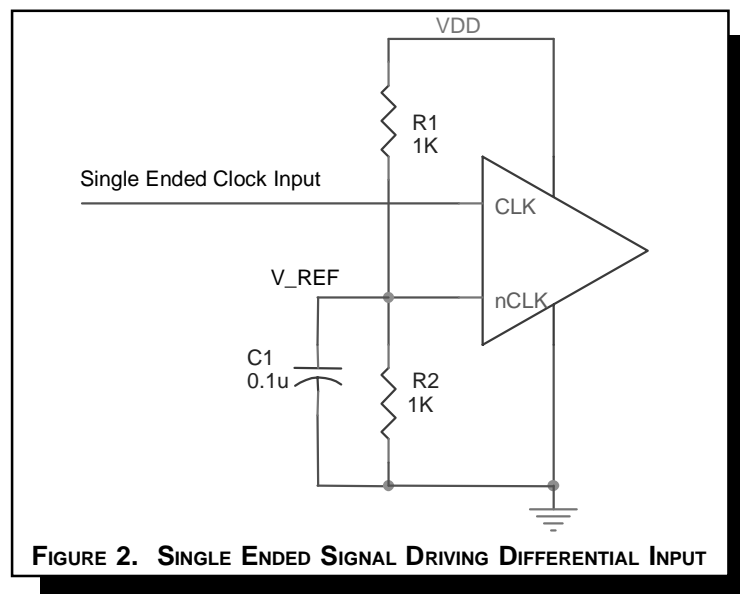 VDD
R1
1K
Single Ended Clock Input
CLK
V_REF
nCLK
C1
0.1u
R2
1K
FIGURE 2. SINGLE ENDED SIGNAL DRIVING DIFFERENTIAL INPUT